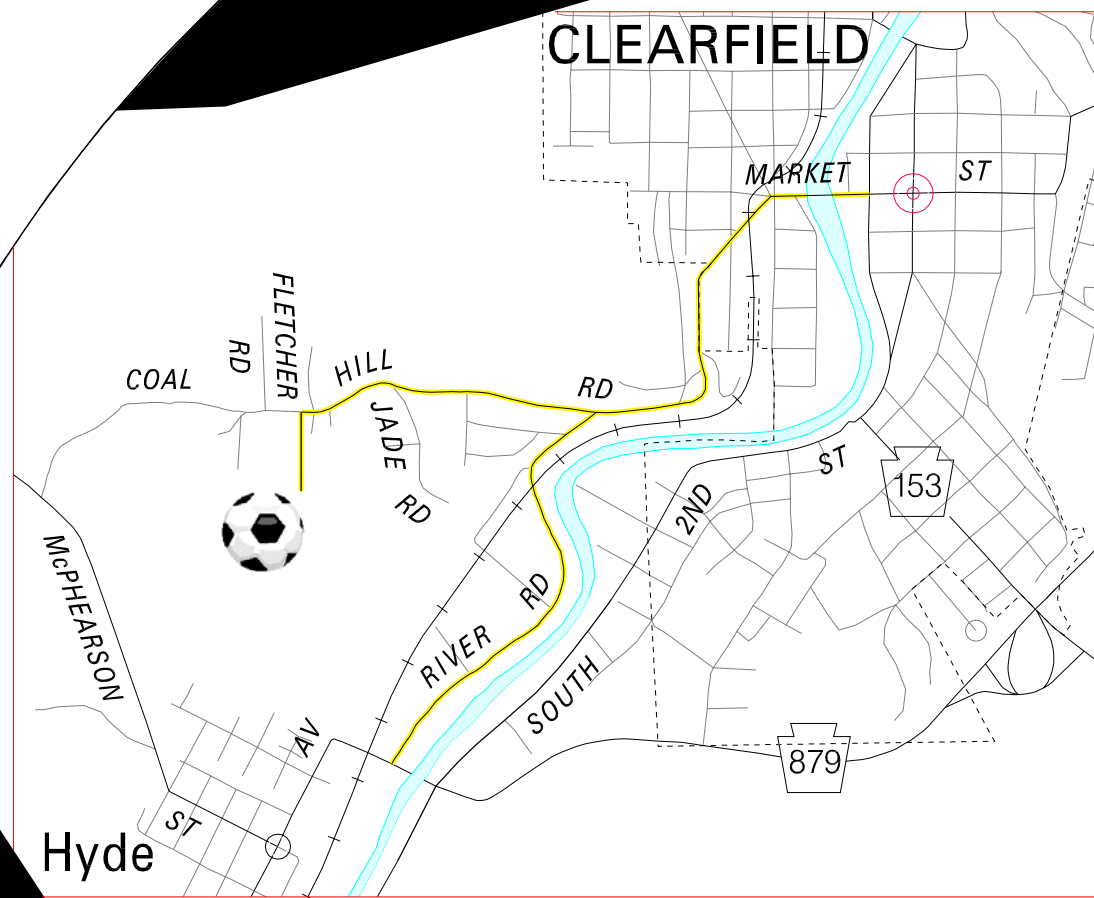 CLEARFIELD
MARKET
ST
FLETCHER
RD
COAL
HILL
RD
JADE
RD
ST
153
2ND
McPHEARSON
RD
RIVER
SOUTH
AV
879
ST
Hyde